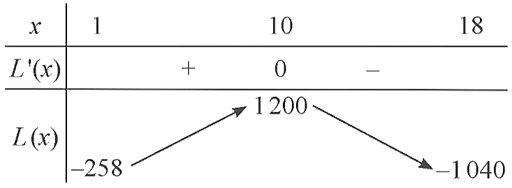 x 1 10 18
L'(x) + 0 –
1200
L(x)
–258 –1040